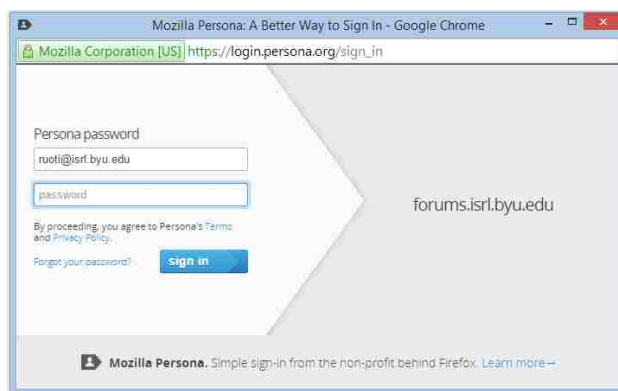 Mozilla Persona: A Better Way to Sign In - Google Chrome
Mozilla Corporation [US] https://login.persona.org/sign_in
Persona password
ruoti@isrl.byu.edu
password
By proceeding, you agree to Persona's Terms
and Privacy Policy.
Forgot your password? sign in
forums.isrl.byu.edu
Mozilla Persona. Simple sign-in from the non-profit behind Firefox. Learn more→